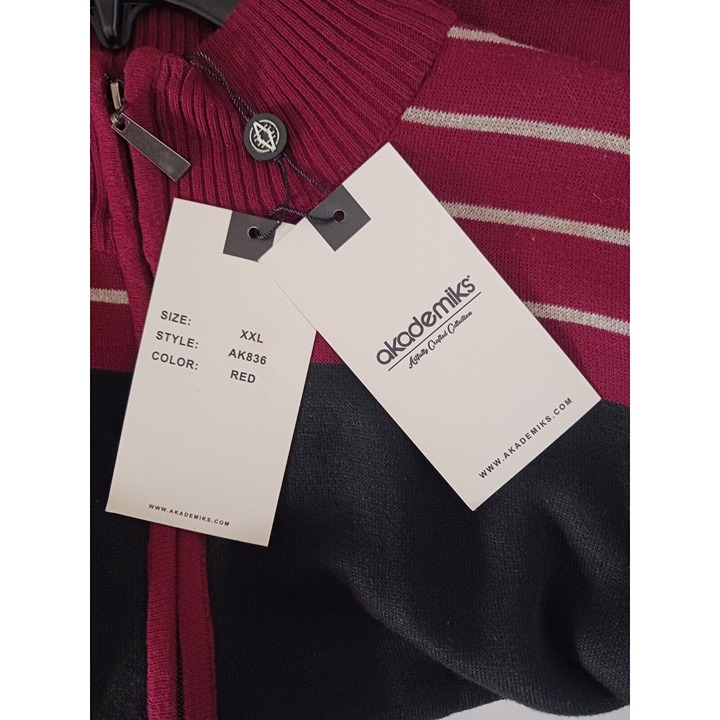 SIZE: XXL
STYLE: AK836
COLOR: RED
WWW.AKADEMIKS.COM
akademiks®
Artfully Crafted Collection
WWW.AKADEMIKS.COM